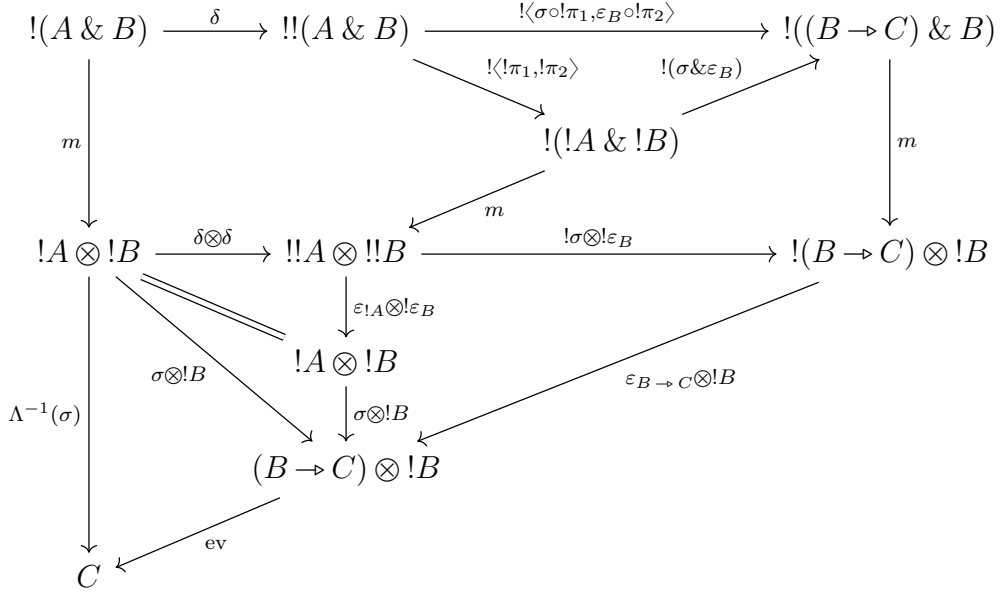 !(A & B) δ !!(A & B) !⟨σ∘!π₁,ε_B∘!π₂⟩ !((B ⇾ C) & B)
!⟨!π₁,!π₂⟩ !(σ&ε_B)
m !(!A & !B) m
m
!A ⊗ !B δ⊗δ !!A ⊗ !!B !σ⊗!ε_B !(B ⇾ C) ⊗ !B
ε_{!A}⊗!ε_B
!A ⊗ !B
σ⊗!B ε_{B⇾C}⊗!B
Λ⁻¹(σ) σ⊗!B
(B ⇾ C) ⊗ !B
ev
C